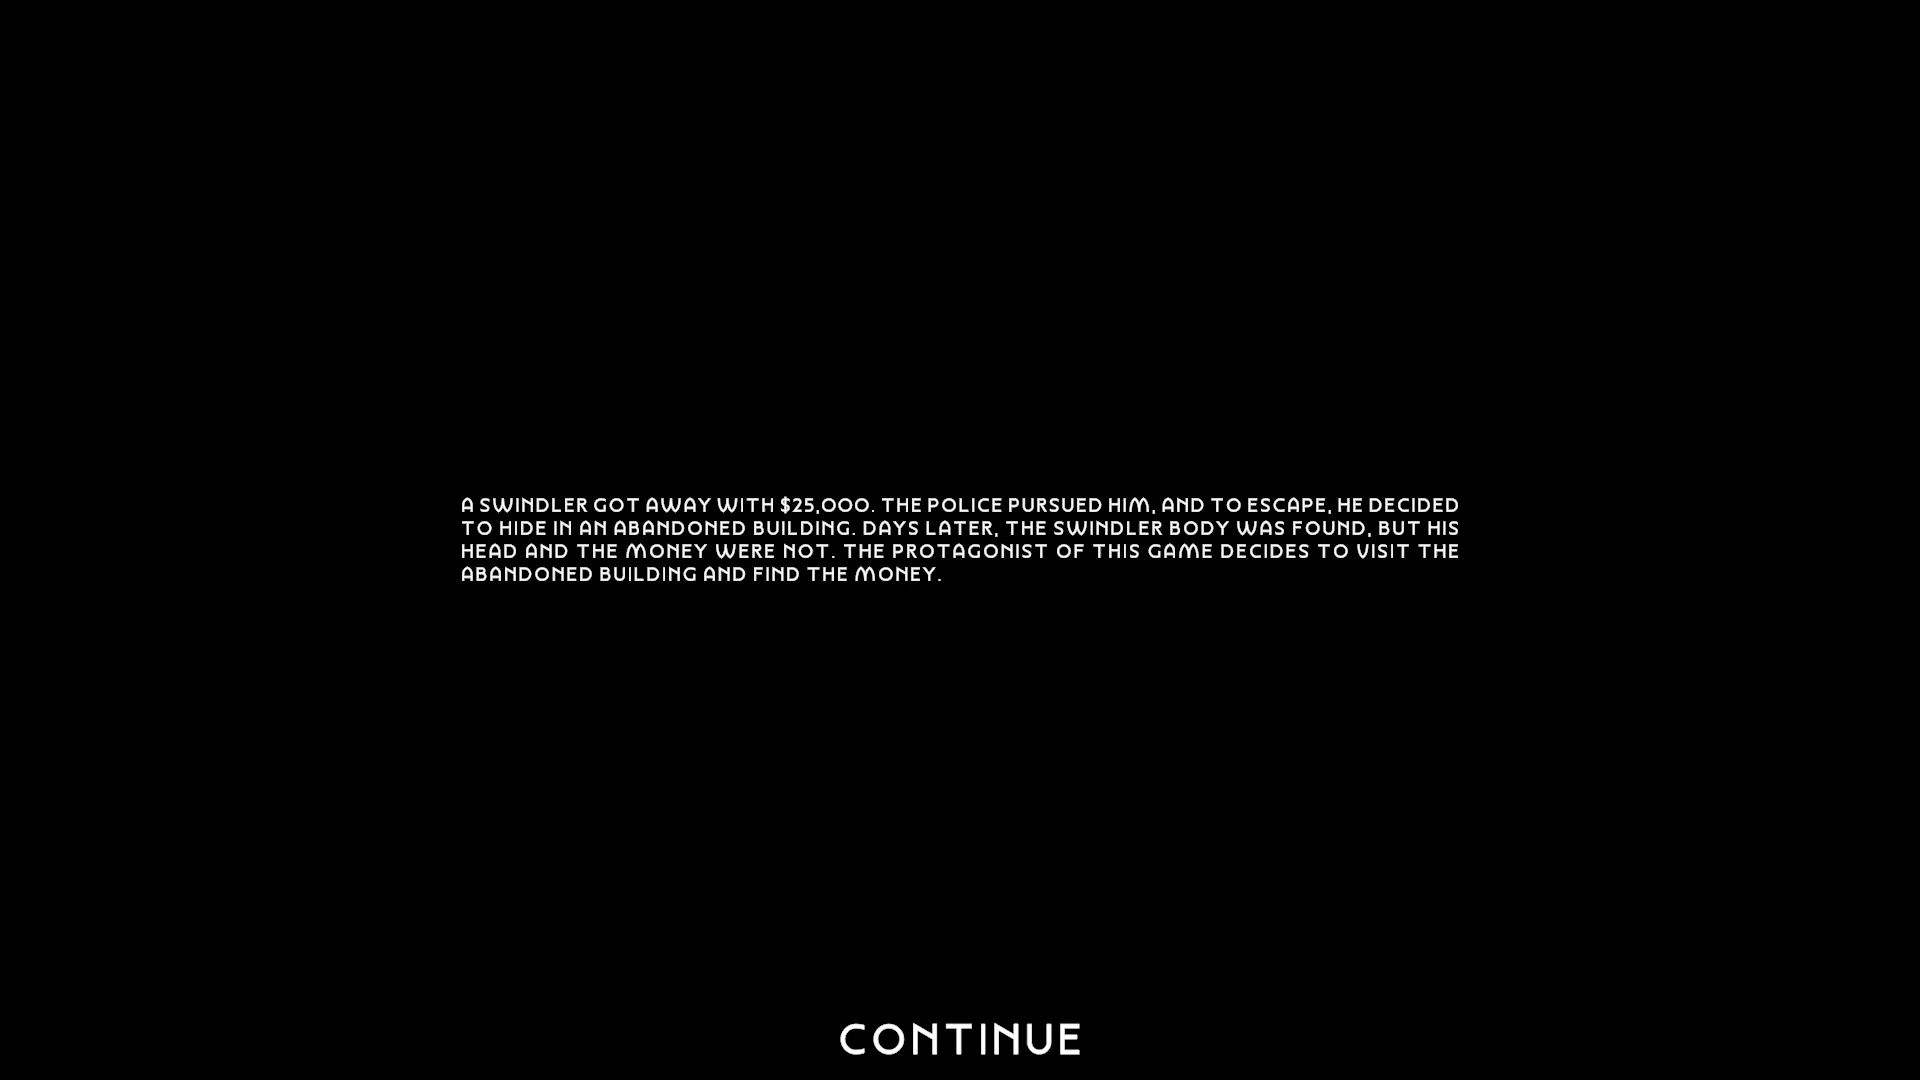 A SWINDLER GOT AWAY WITH $25,000. THE POLICE PURSUED HIM, AND TO ESCAPE, HE DECIDED
TO HIDE IN AN ABANDONED BUILDING. DAYS LATER, THE SWINDLER BODY WAS FOUND, BUT HIS
HEAD AND THE MONEY WERE NOT. THE PROTAGONIST OF THIS GAME DECIDES TO VISIT THE
ABANDONED BUILDING AND FIND THE MONEY.
CONTINUE